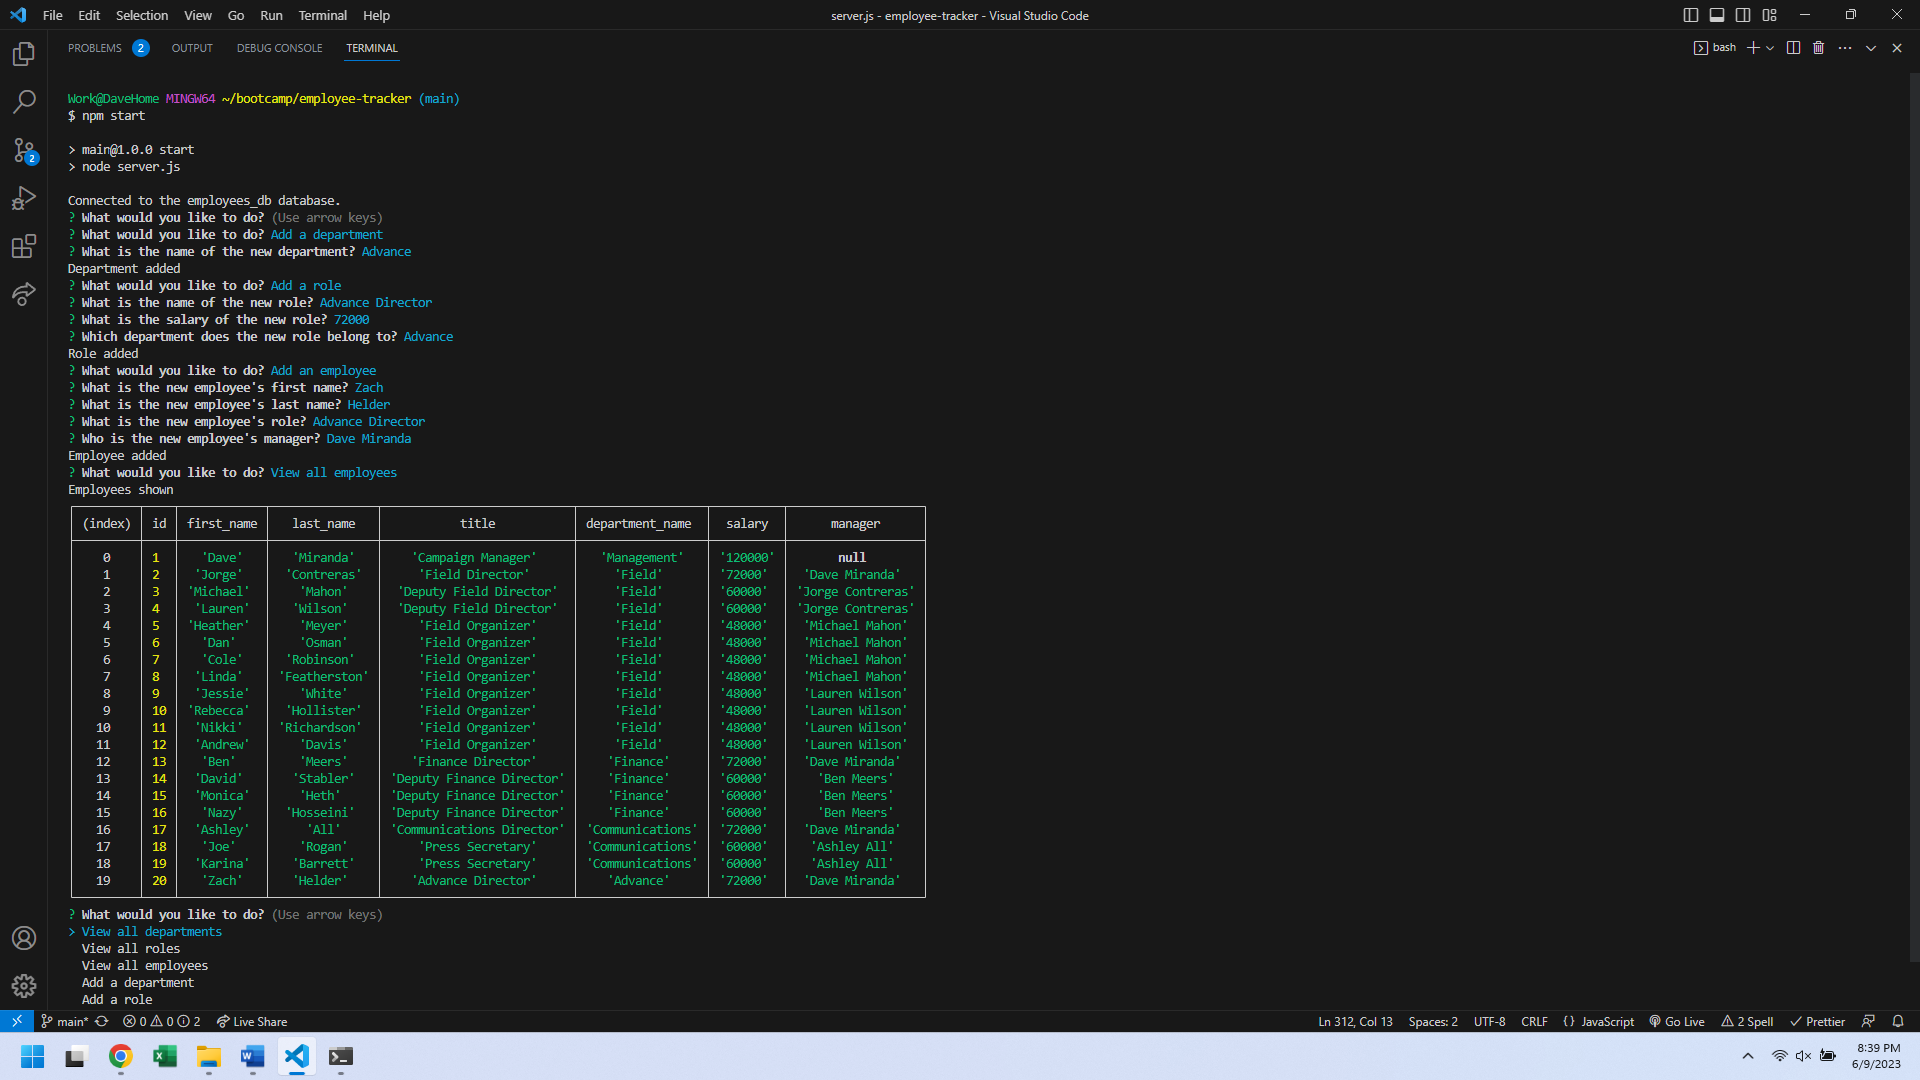 File Edit Selection View Go Run Terminal Help server.js - employee-tracker - Visual Studio Code
PROBLEMS 2 OUTPUT DEBUG CONSOLE TERMINAL bash
Work@DaveHome MINGW64 ~/bootcamp/employee-tracker (main)
$ npm start
> main@1.0.0 start
> node server.js
Connected to the employees_db database.
? What would you like to do? (Use arrow keys)
? What would you like to do? Add a department
? What is the name of the new department? Advance
Department added
? What would you like to do? Add a role
? What is the name of the new role? Advance Director
? What is the salary of the new role? 72000
? Which department does the new role belong to? Advance
Role added
? What would you like to do? Add an employee
? What is the new employee's first name? Zach
? What is the new employee's last name? Helder
? What is the new employee's role? Advance Director
? Who is the new employee's manager? Dave Miranda
Employee added
? What would you like to do? View all employees
Employees shown
(index) id first_name last_name title department_name salary manager
0 1 'Dave' 'Miranda' 'Campaign Manager' 'Management' '120000' null
1 2 'Jorge' 'Contreras' 'Field Director' 'Field' '72000' 'Dave Miranda'
2 3 'Michael' 'Mahon' 'Deputy Field Director' 'Field' '60000' 'Jorge Contreras'
3 4 'Lauren' 'Wilson' 'Deputy Field Director' 'Field' '60000' 'Jorge Contreras'
4 5 'Heather' 'Meyer' 'Field Organizer' 'Field' '48000' 'Michael Mahon'
5 6 'Dan' 'Osman' 'Field Organizer' 'Field' '48000' 'Michael Mahon'
6 7 'Cole' 'Robinson' 'Field Organizer' 'Field' '48000' 'Michael Mahon'
7 8 'Linda' 'Featherston' 'Field Organizer' 'Field' '48000' 'Michael Mahon'
8 9 'Jessie' 'White' 'Field Organizer' 'Field' '48000' 'Lauren Wilson'
9 10 'Rebecca' 'Hollister' 'Field Organizer' 'Field' '48000' 'Lauren Wilson'
10 11 'Nikki' 'Richardson' 'Field Organizer' 'Field' '48000' 'Lauren Wilson'
11 12 'Andrew' 'Davis' 'Field Organizer' 'Field' '48000' 'Lauren Wilson'
12 13 'Ben' 'Meers' 'Finance Director' 'Finance' '72000' 'Dave Miranda'
13 14 'David' 'Stabler' 'Deputy Finance Director' 'Finance' '60000' 'Ben Meers'
14 15 'Monica' 'Heth' 'Deputy Finance Director' 'Finance' '60000' 'Ben Meers'
15 16 'Nazy' 'Hosseini' 'Deputy Finance Director' 'Finance' '60000' 'Ben Meers'
16 17 'Ashley' 'All' 'Communications Director' 'Communications' '72000' 'Dave Miranda'
17 18 'Joe' 'Rogan' 'Press Secretary' 'Communications' '60000' 'Ashley All'
18 19 'Karina' 'Barrett' 'Press Secretary' 'Communications' '60000' 'Ashley All'
19 20 'Zach' 'Helder' 'Advance Director' 'Advance' '72000' 'Dave Miranda'
? What would you like to do? (Use arrow keys)
> View all departments
View all roles
View all employees
Add a department
Add a role
2
main* 0 0 2 Live Share Ln 312, Col 13 Spaces: 2 UTF-8 CRLF {} JavaScript Go Live 2 Spell Prettier
8:39 PM
6/9/2023